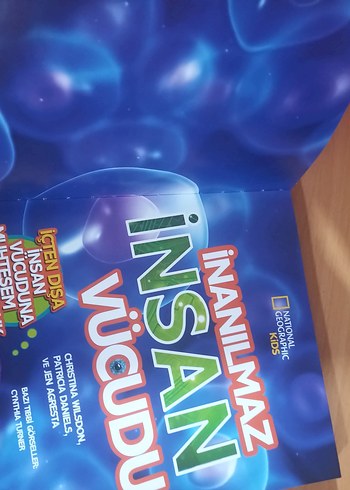 NATIONAL
GEOGRAPHIC
KiDS
İNANILMAZ
İNSAN
VÜCUDU
CHRISTINA WILSDON,
PATRICIA DANIELS,
VE JEN AGRESTA
BAZI TIBBİ GÖRSELLER:
CYNTHIA TURNER
İÇTEN DIŞA
İNSAN
VÜCUDUNA
MUHTEŞEM